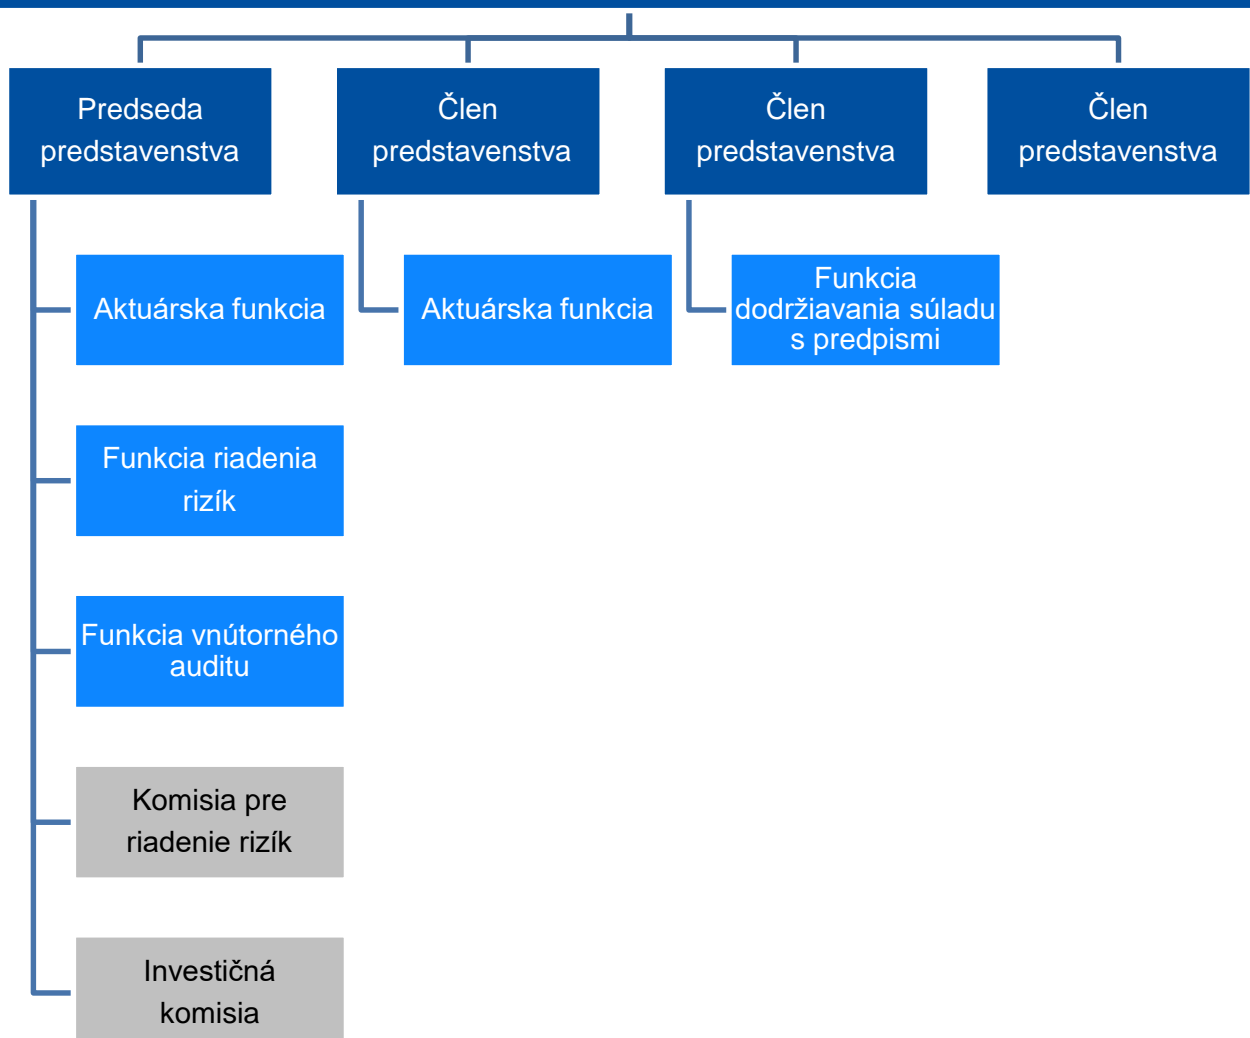 Predseda
predstavenstva
Člen
predstavenstva
Člen
predstavenstva
Člen
predstavenstva
Aktuárska funkcia
Aktuárska funkcia
Funkcia
dodržiavania súladu
s predpismi
Funkcia riadenia
rizík
Funkcia vnútorného
auditu
Komisia pre
riadenie rizík
Investičná
komisia